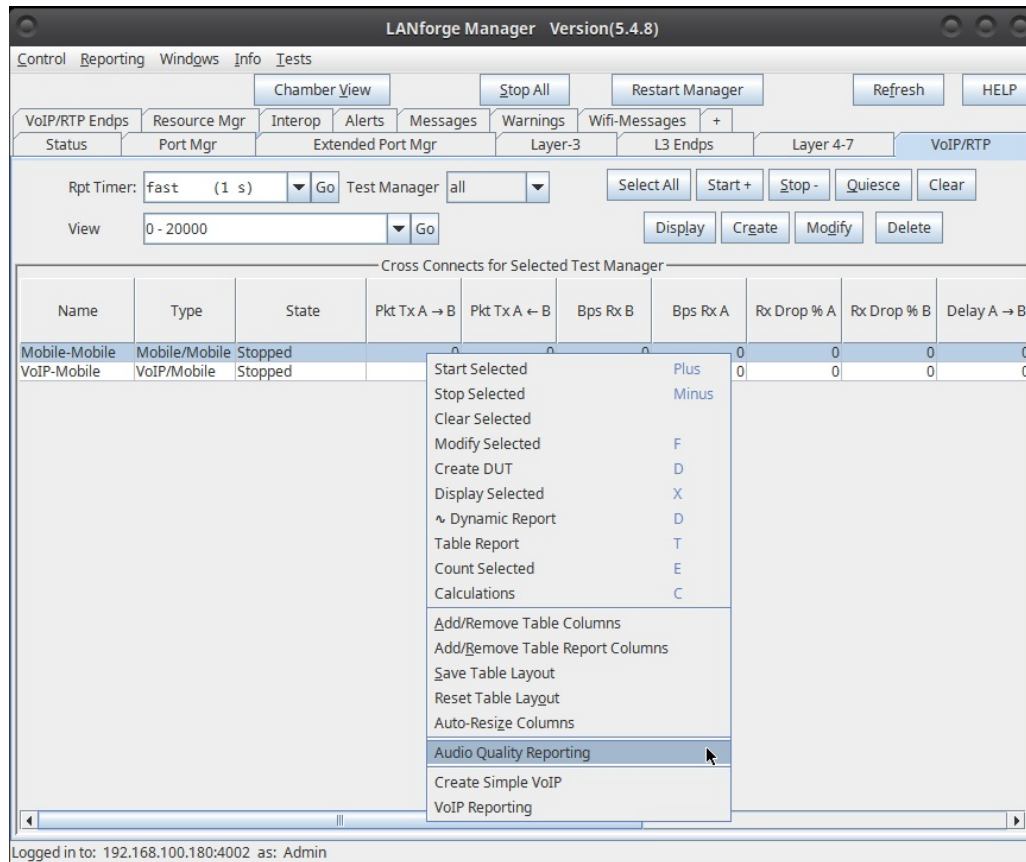 LANforge Manager Version(5.4.8)
Control Reporting Windows Info Tests
Chamber View Stop All Restart Manager Refresh HELP
VoIP/RTP Endps Resource Mgr Interop Alerts Messages Warnings Wifi-Messages +
Status Port Mgr Extended Port Mgr Layer-3 L3 Endps Layer 4-7 VoIP/RTP
Rpt Timer: fast (1 s) Go Test Manager all Select All Start + Stop - Quiesce Clear
View 0 - 20000 Go Display Create Modify Delete
Cross Connects for Selected Test Manager
Name Type State Pkt Tx A → B Pkt Tx A ← B Bps Rx B Bps Rx A Rx Drop % A Rx Drop % B Delay A → B
Mobile-Mobile Mobile/Mobile Stopped 0 0 0 0 0 0 0
VoIP-Mobile VoIP/Mobile Stopped 0 0 0 0
Start Selected Plus
Stop Selected Minus
Clear Selected
Modify Selected F
Create DUT D
Display Selected X
∿ Dynamic Report D
Table Report T
Count Selected E
Calculations C
Add/Remove Table Columns
Add/Remove Table Report Columns
Save Table Layout
Reset Table Layout
Auto-Resize Columns
Audio Quality Reporting
Create Simple VoIP
VoIP Reporting
Logged in to: 192.168.100.180:4002 as: Admin